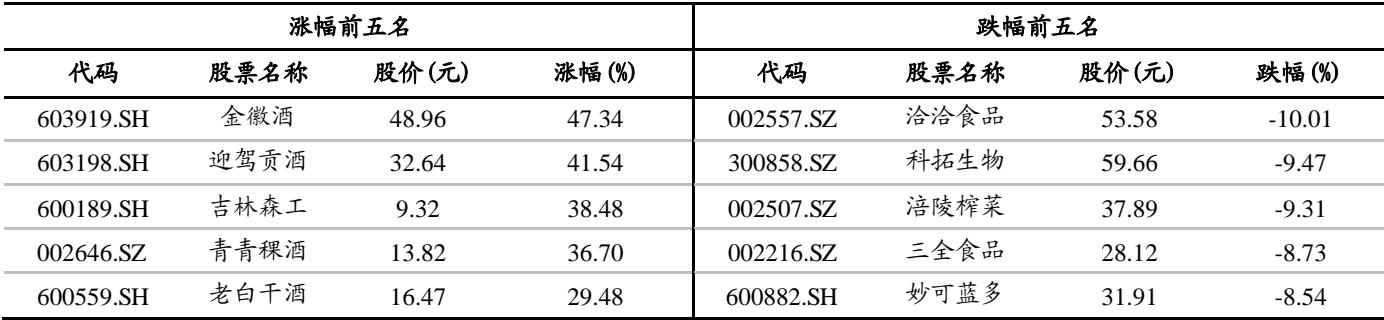 涨幅前五名 跌幅前五名
代码 股票名称 股价(元) 涨幅(%) 代码 股票名称 股价(元) 跌幅(%)
603919.SH 金徽酒 48.96 47.34 002557.SZ 洽洽食品 53.58 -10.01
603198.SH 迎驾贡酒 32.64 41.54 300858.SZ 科拓生物 59.66 -9.47
600189.SH 吉林森工 9.32 38.48 002507.SZ 涪陵榨菜 37.89 -9.31
002646.SZ 青青稞酒 13.82 36.70 002216.SZ 三全食品 28.12 -8.73
600559.SH 老白干酒 16.47 29.48 600882.SH 妙可蓝多 31.91 -8.54